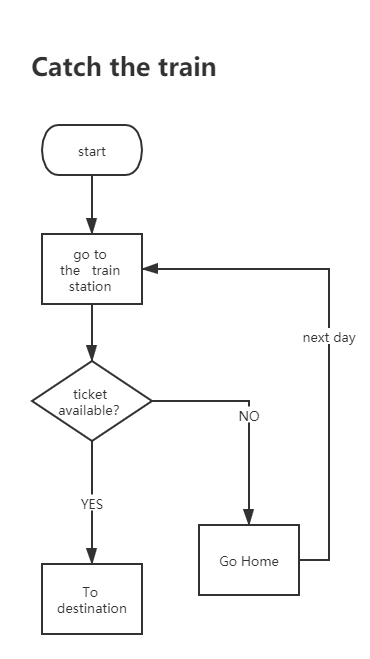 Catch the train
start
go to
the train
station
next day
ticket
available?
NO
YES
Go Home
To
destination